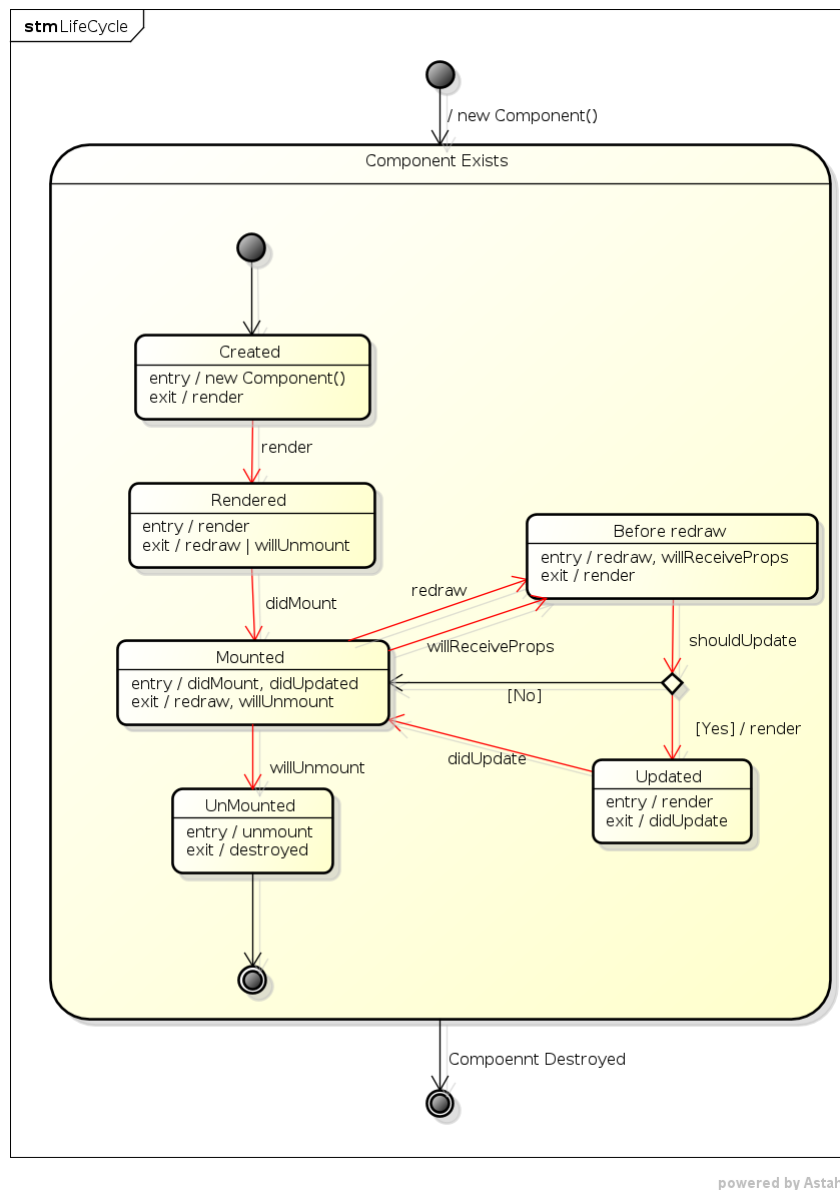 stm LifeCycle
/ new Component()
Component Exists
Created
entry / new Component()
exit / render
render
Rendered
entry / render
exit / redraw | willUnmount
Before redraw
entry / redraw, willReceiveProps
exit / render
redraw
didMount
willReceiveProps
shouldUpdate
Mounted
entry / didMount, didUpdated
exit / redraw, willUnmount
[No]
[Yes] / render
didUpdate
willUnmount
Updated
entry / render
exit / didUpdate
UnMounted
entry / unmount
exit / destroyed
Compoennt Destroyed
powered by Astah